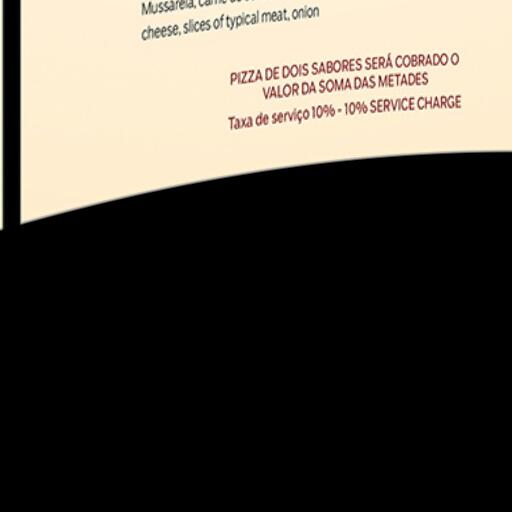 Mussarela, carne
cheese, slices of typical meat, onion
PIZZA DE DOIS SABORES SERÁ COBRADO O
VALOR DA SOMA DAS METADES
Taxa de serviço 10% - 10% SERVICE CHARGE